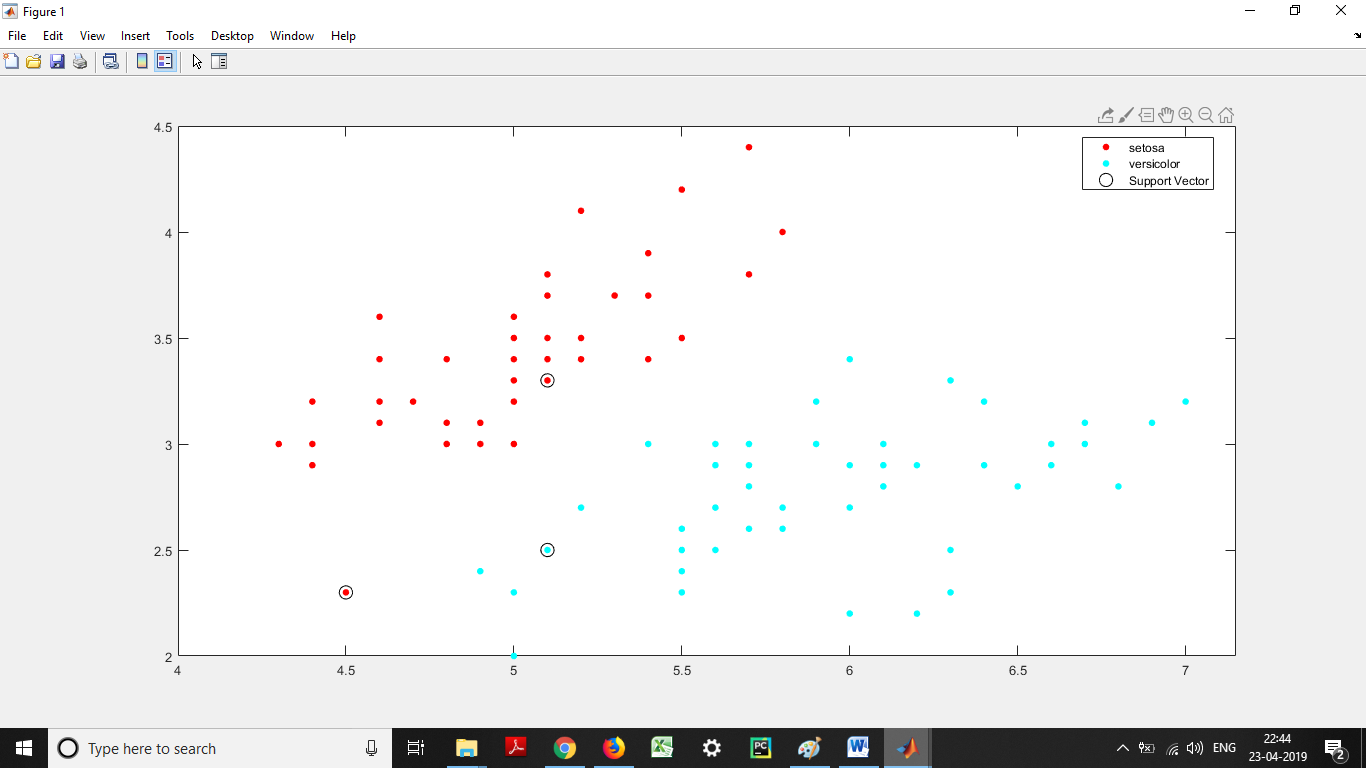 Figure 1
File Edit View Insert Tools Desktop Window Help
4.5
setosa
versicolor
Support Vector
4
3.5
3
2.5
2
4 4.5 5 5.5 6 6.5 7
Type here to search
PC
W
ENG
22:44
23-04-2019
2